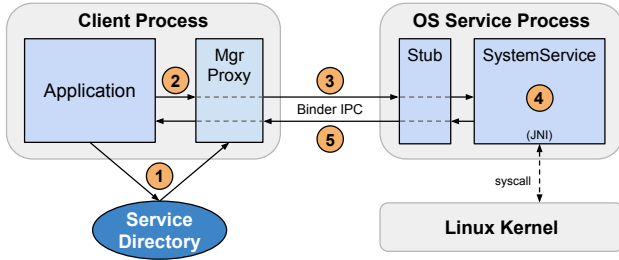 Client Process
OS Service Process
Application
2
Mgr
Proxy
3
Binder IPC
5
Stub
SystemService
4
(JNI)
1
syscall
Service
Directory
Linux Kernel